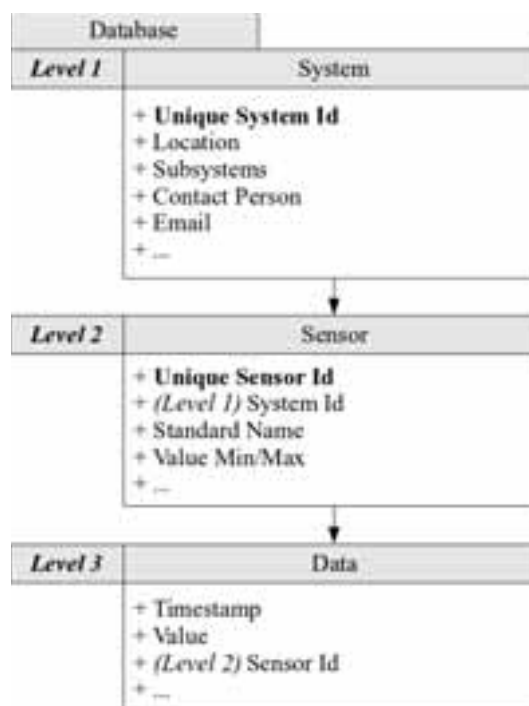 Database
Level 1 System
+ Unique System Id
+ Location
+ Subsystems
+ Contact Person
+ Email
+ ...
Level 2 Sensor
+ Unique Sensor Id
+ (Level 1) System Id
+ Standard Name
+ Value Min/Max
+ ...
Level 3 Data
+ Timestamp
+ Value
+ (Level 2) Sensor Id
+ ...